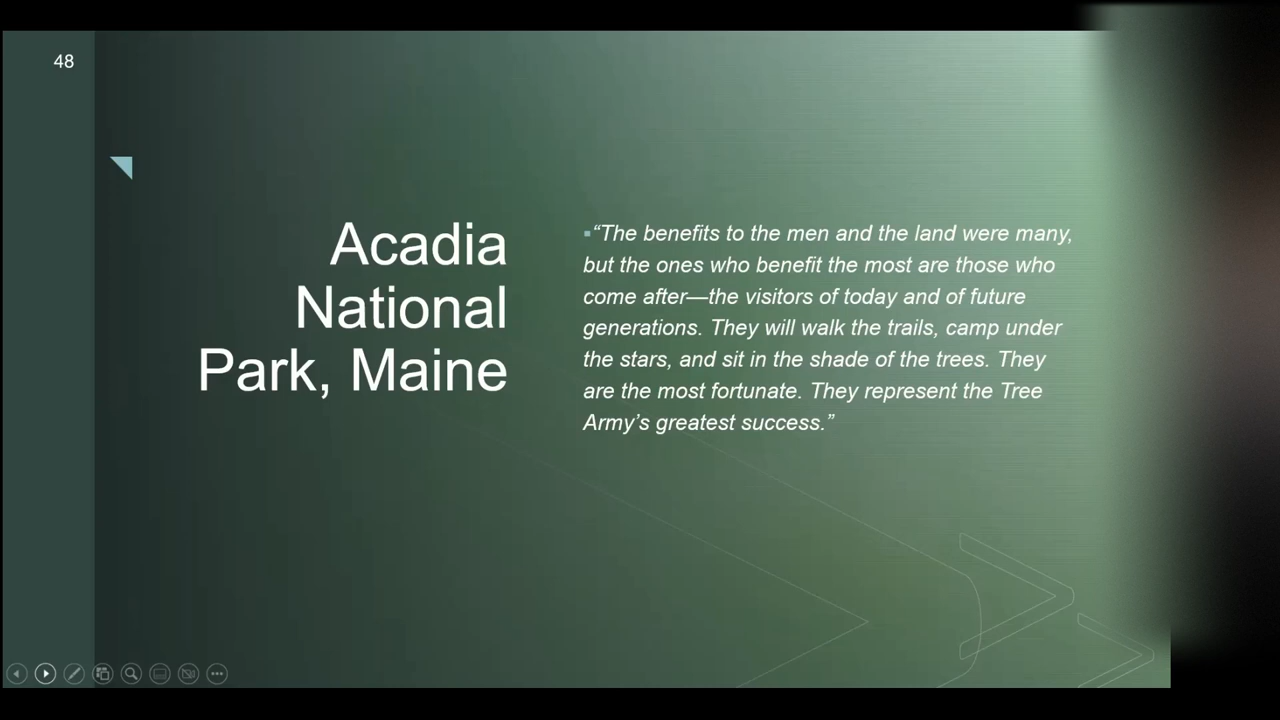 48
Acadia
National
Park, Maine
“The benefits to the men and the land were many,
but the ones who benefit the most are those who
come after—the visitors of today and of future
generations. They will walk the trails, camp under
the stars, and sit in the shade of the trees. They
are the most fortunate. They represent the Tree
Army’s greatest success.”